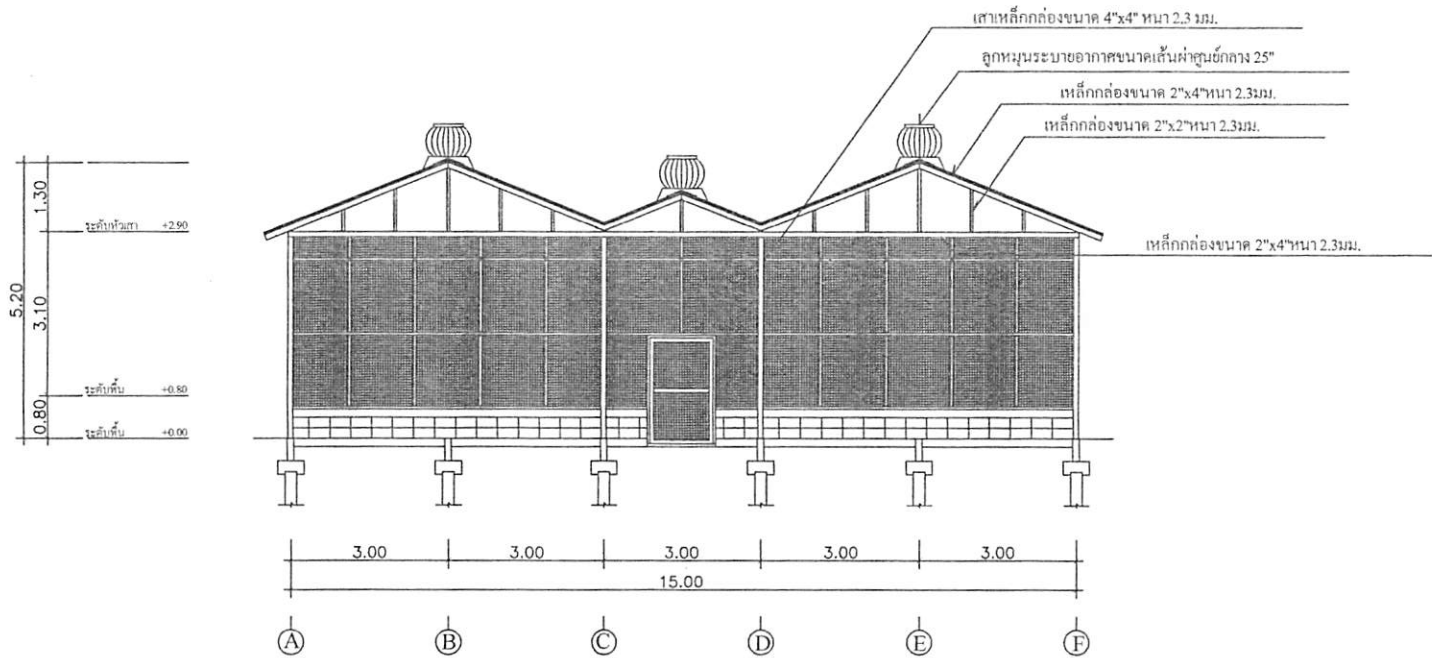 เสาเหล็กกล่องขนาด 4"x4" หนา 2.3 มม.
ลูกหมุนระบายอากาศขนาดเส้นผ่าศูนย์กลาง 25"
เหล็กกล่องขนาด 2"x4"หนา 2.3มม.
เหล็กกล่องขนาด 2"x2"หนา 2.3มม.
เหล็กกล่องขนาด 2"x4"หนา 2.3มม.
5.20
1.30
3.10
0.80
ระดับหัวเสา +2.90
ระดับพื้น +0.80
ระดับพื้น +0.00
3.00 3.00 3.00 3.00 3.00
15.00
A B C D E F